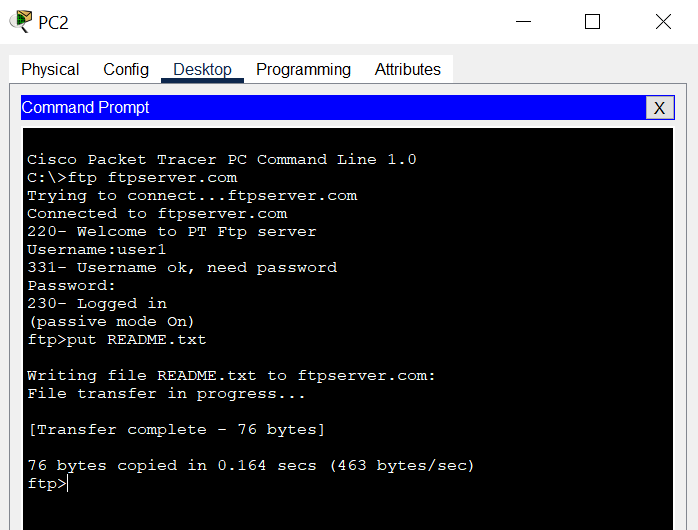 PC2
Physical Config Desktop Programming Attributes
Command Prompt X
Cisco Packet Tracer PC Command Line 1.0
C:\>ftp ftpserver.com
Trying to connect...ftpserver.com
Connected to ftpserver.com
220- Welcome to PT Ftp server
Username:user1
331- Username ok, need password
Password:
230- Logged in
(passive mode On)
ftp>put README.txt
Writing file README.txt to ftpserver.com:
File transfer in progress...
[Transfer complete - 76 bytes]
76 bytes copied in 0.164 secs (463 bytes/sec)
ftp>